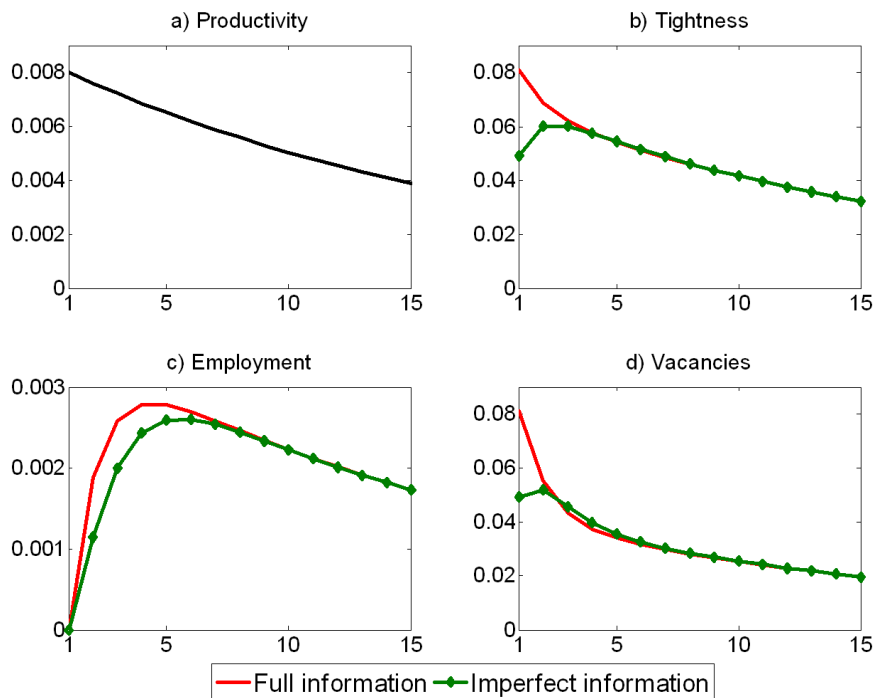 a) Productivity
0.008
0.006
0.004
0.002
0
1 5 10 15
b) Tightness
0.08
0.06
0.04
0.02
0
1 5 10 15
c) Employment
0.003
0.002
0.001
0
1 5 10 15
d) Vacancies
0.08
0.06
0.04
0.02
0
1 5 10 15
Full information Imperfect information